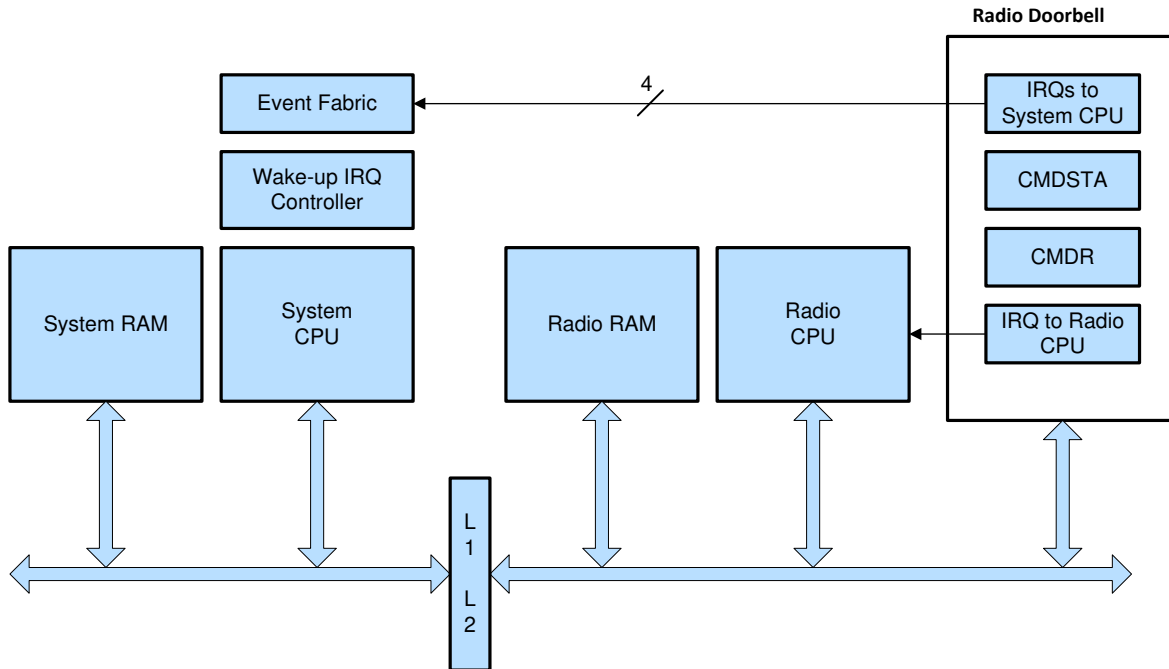 Radio Doorbell
4
Event Fabric
IRQs to
System CPU
Wake-up IRQ
Controller
CMDSTA
CMDR
System RAM
System
CPU
Radio RAM
Radio
CPU
IRQ to Radio
CPU
L
1
L
2